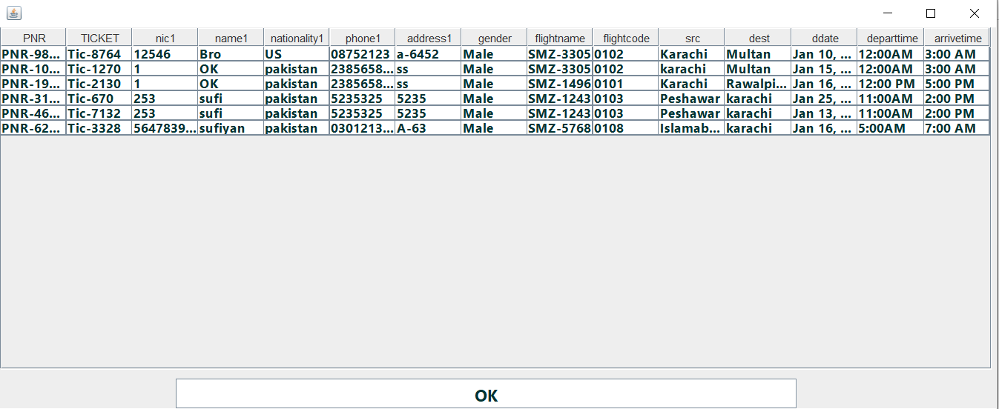 PNR TICKET nic1 name1 nationality1 phone1 address1 gender flightname flightcode src dest ddate departtime arrivetime
PNR-98... Tic-8764 12546 Bro US 08752123 a-6452 Male SMZ-3305 0102 Karachi Multan Jan 10, ... 12:00AM 3:00 AM
PNR-10... Tic-1270 1 OK pakistan 2385658... ss Male SMZ-3305 0102 karachi Multan Jan 15, ... 12:00AM 3:00 AM
PNR-19... Tic-2130 1 OK pakistan 2385658... ss Male SMZ-1496 0101 Karachi Rawalpi... Jan 16, ... 12:00 PM 5:00 PM
PNR-31... Tic-670 253 sufi pakistan 5235325 5235 Male SMZ-1243 0103 Peshawar karachi Jan 25, ... 11:00AM 2:00 PM
PNR-46... Tic-7132 253 sufi pakistan 5235325 5235 Male SMZ-1243 0103 Peshawar karachi Jan 13, ... 11:00AM 2:00 PM
PNR-62... Tic-3328 5647839... sufiyan pakistan 0301213... A-63 Male SMZ-5768 0108 Islamab... karachi Jan 16, ... 5:00AM 7:00 AM
OK